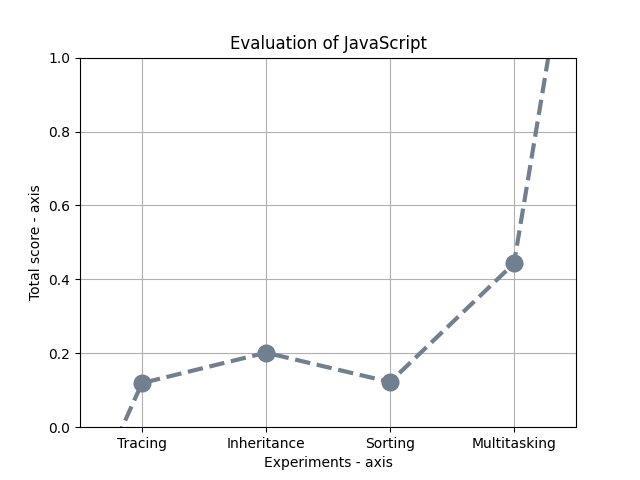 Evaluation of JavaScript
1.0
0.8
0.6
0.4
0.2
0.0
Total score - axis
Tracing Inheritance Sorting Multitasking
Experiments - axis